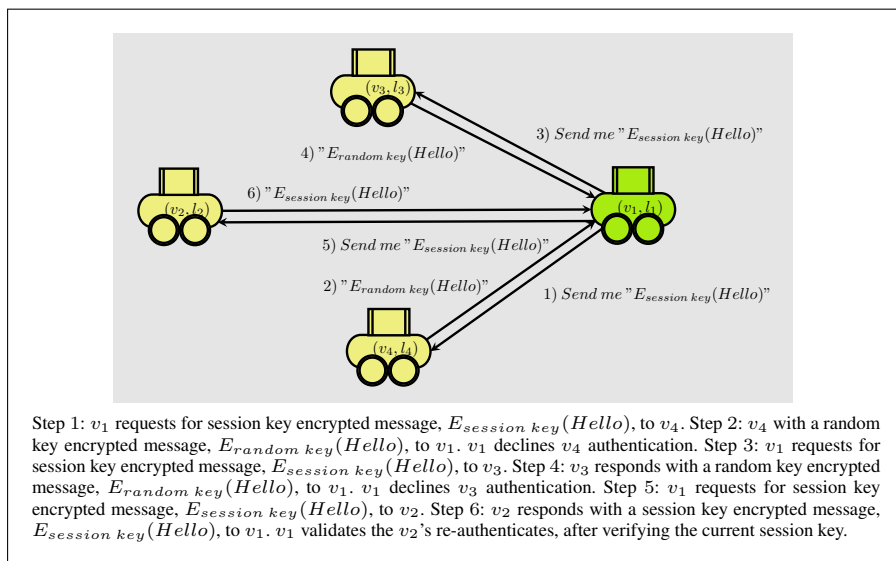 (v3, l3)
3) Send me "E_session key(Hello)"
4) "E_random key(Hello)"
6) "E_session key(Hello)"
(v2, l2)
(v1, l1)
5) Send me "E_session key(Hello)"
2) "E_random key(Hello)"
1) Send me "E_session key(Hello)"
(v4, l4)
Step 1: v1 requests for session key encrypted message, E_session key(Hello), to v4. Step 2: v4 with a random
key encrypted message, E_random key(Hello), to v1. v1 declines v4 authentication. Step 3: v1 requests for
session key encrypted message, E_session key(Hello), to v3. Step 4: v3 responds with a random key encrypted
message, E_random key(Hello), to v1. v1 declines v3 authentication. Step 5: v1 requests for session key
encrypted message, E_session key(Hello), to v2. Step 6: v2 responds with a session key encrypted message,
E_session key(Hello), to v1. v1 validates the v2's re-authenticates, after verifying the current session key.